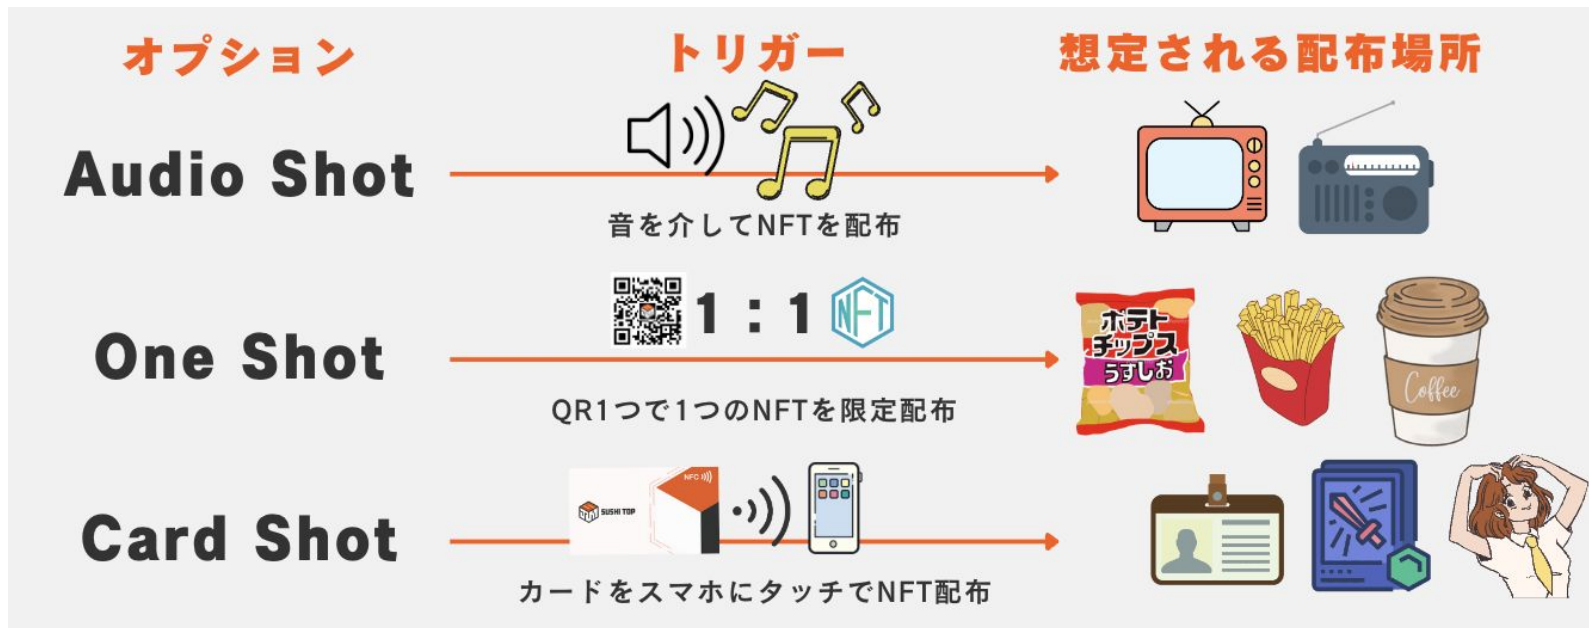 オプション
トリガー
想定される配布場所
Audio Shot
音を介してNFTを配布
One Shot
1 : 1
NFT
QR1つで1つのNFTを限定配布
ポテト
チップス
うすしお
Coffee
Card Shot
NFC
SUSHI TOP
カードをスマホにタッチでNFT配布